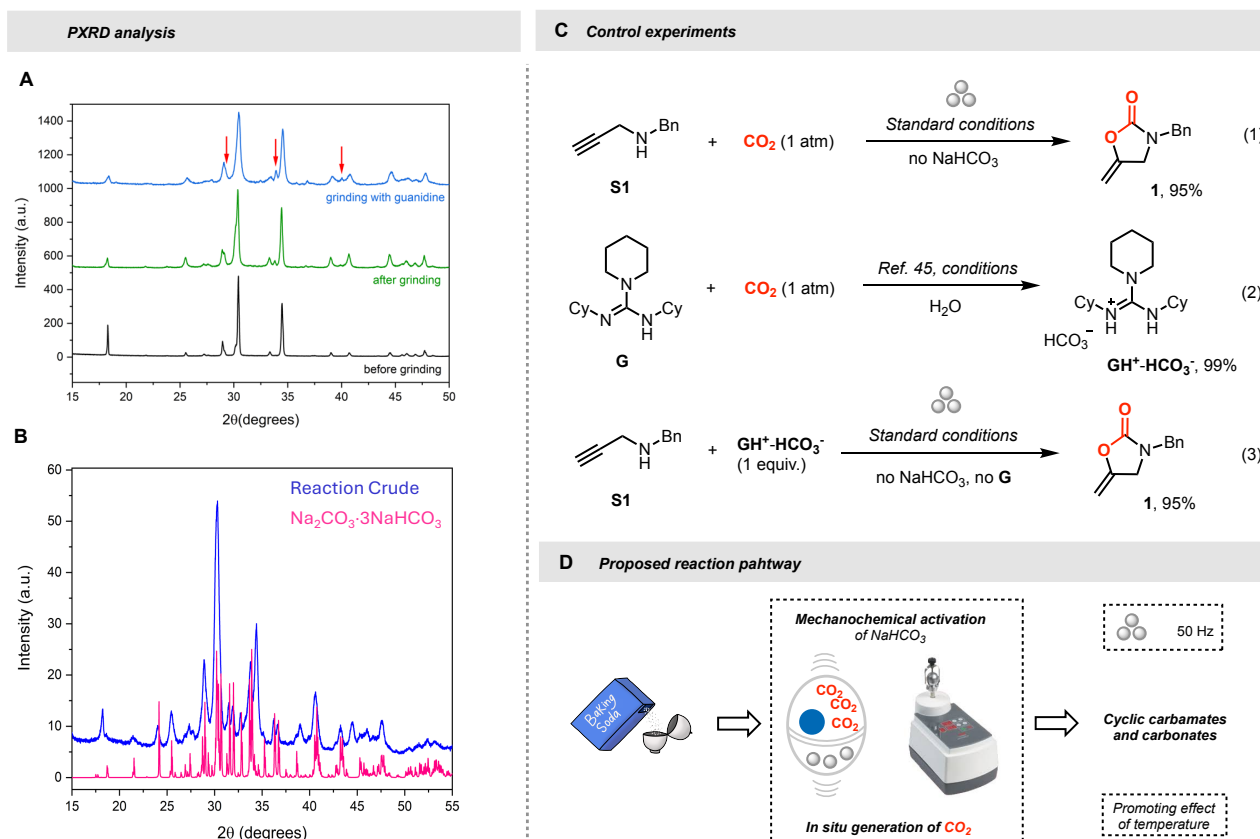 PXRD analysis
A
Intensity (a.u.)
1400
1200
1000
800
600
400
200
0
grinding with guanidine
after grinding
before grinding
15 20 25 30 35 40 45 50
2θ(degrees)
B
Intensity (a.u.)
60
50
40
30
20
10
0
Reaction Crude
Na₂CO₃·3NaHCO₃
15 20 25 30 35 40 45 50 55
2θ (degrees)
C Control experiments
N
H
Bn
S1
+ CO₂ (1 atm)
Standard conditions
no NaHCO₃
O
O
N
Bn
1, 95%
(1)
N
Cy
N
N
H
Cy
G
+ CO₂ (1 atm)
Ref. 45, conditions
H₂O
N
Cy
N
+
H
N
H
Cy
HCO₃⁻
GH⁺-HCO₃⁻, 99%
(2)
N
H
Bn
S1
+ GH⁺-HCO₃⁻
(1 equiv.)
Standard conditions
no NaHCO₃, no G
O
O
N
Bn
1, 95%
(3)
D Proposed reaction pahtway
Baking
Soda
Mechanochemical activation
of NaHCO₃
CO₂
CO₂
CO₂
In situ generation of CO₂
50 Hz
Cyclic carbamates
and carbonates
Promoting effect
of temperature